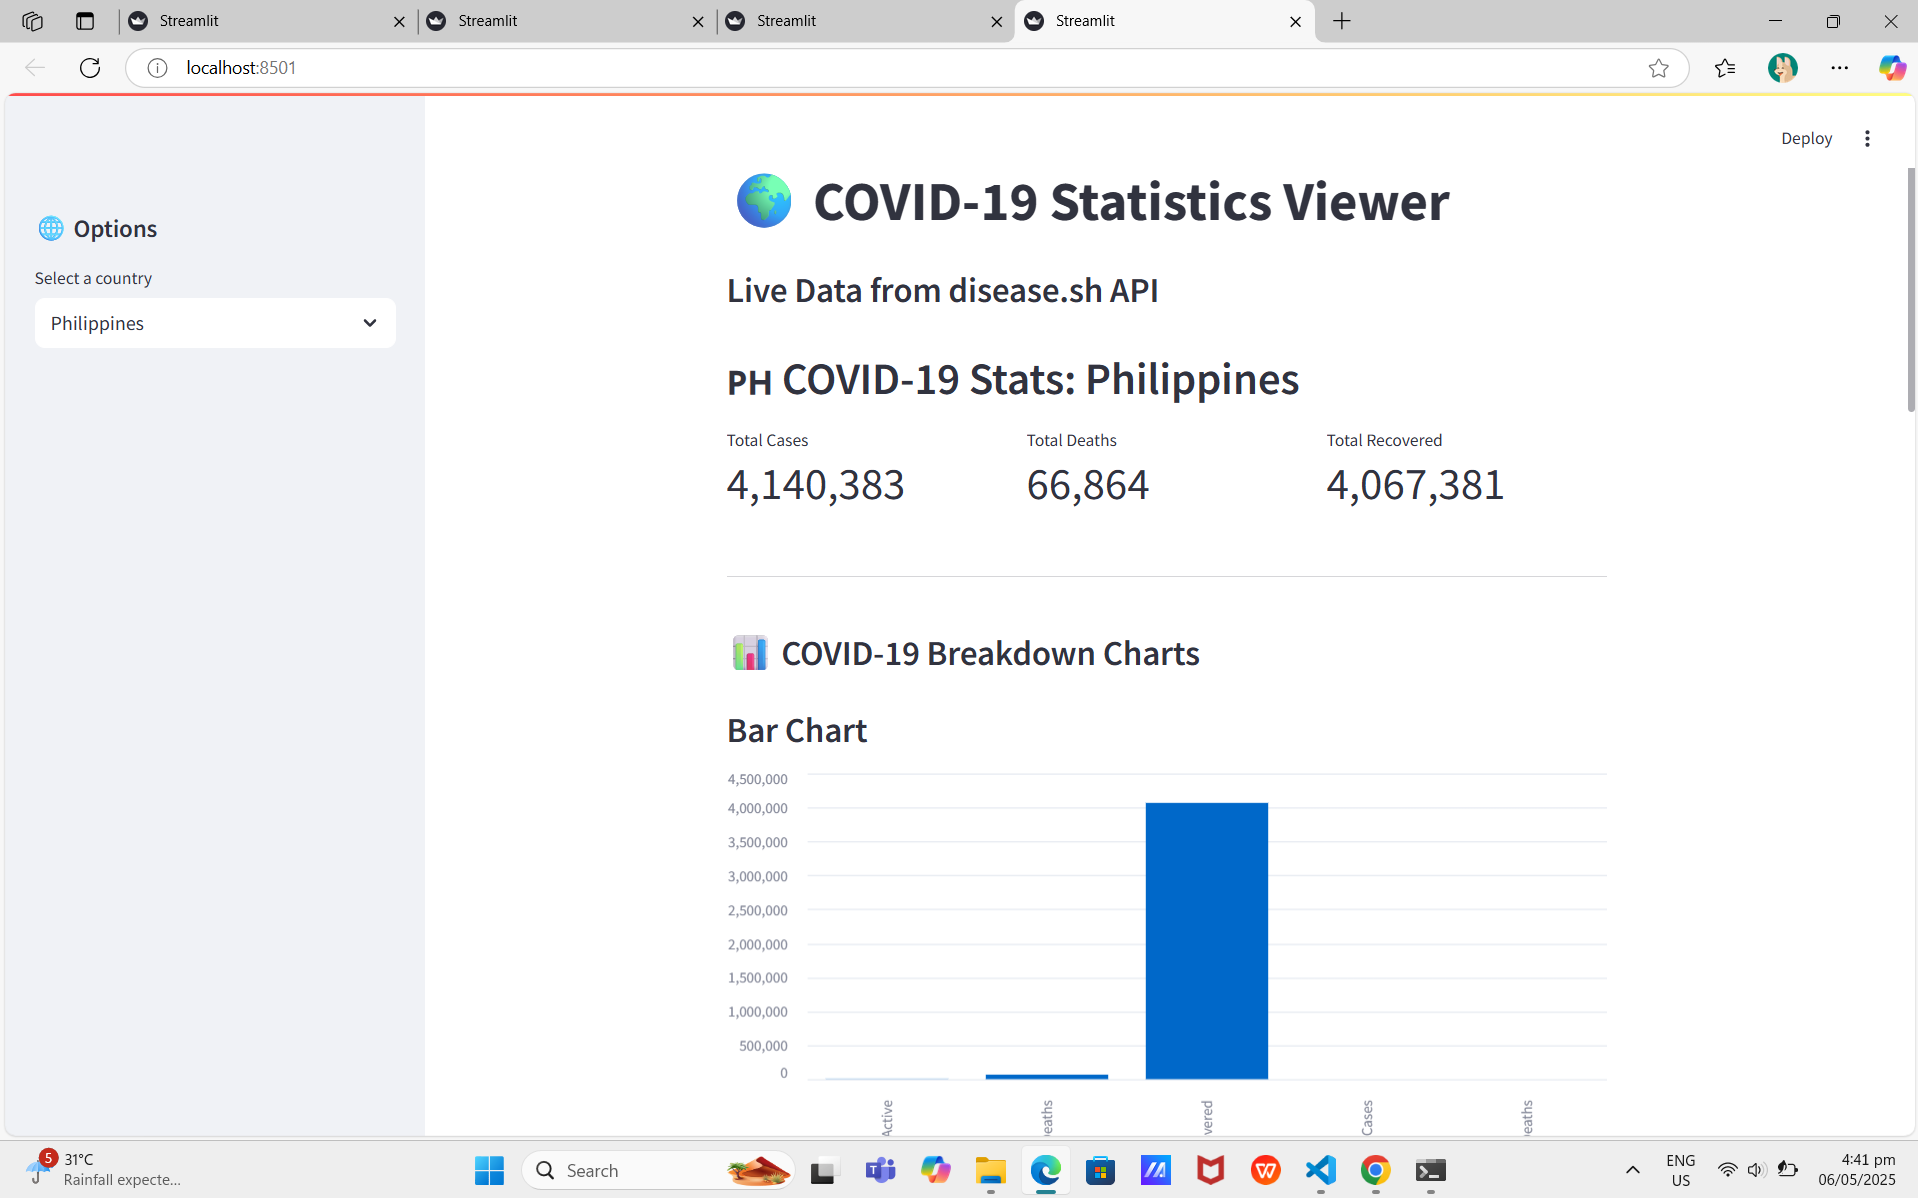 Streamlit
Streamlit
Streamlit
Streamlit
localhost:8501
Deploy
COVID-19 Statistics Viewer
Options
Select a country
Philippines
Live Data from disease.sh API
PH COVID-19 Stats: Philippines
Total Cases
Total Deaths
Total Recovered
4,140,383
66,864
4,067,381
COVID-19 Breakdown Charts
Bar Chart
4,500,000
4,000,000
3,500,000
3,000,000
2,500,000
2,000,000
1,500,000
1,000,000
500,000
0
Active
eaths
vered
Cases
eaths
5
31°C
Rainfall expecte...
Search
ENG
US
4:41 pm
06/05/2025